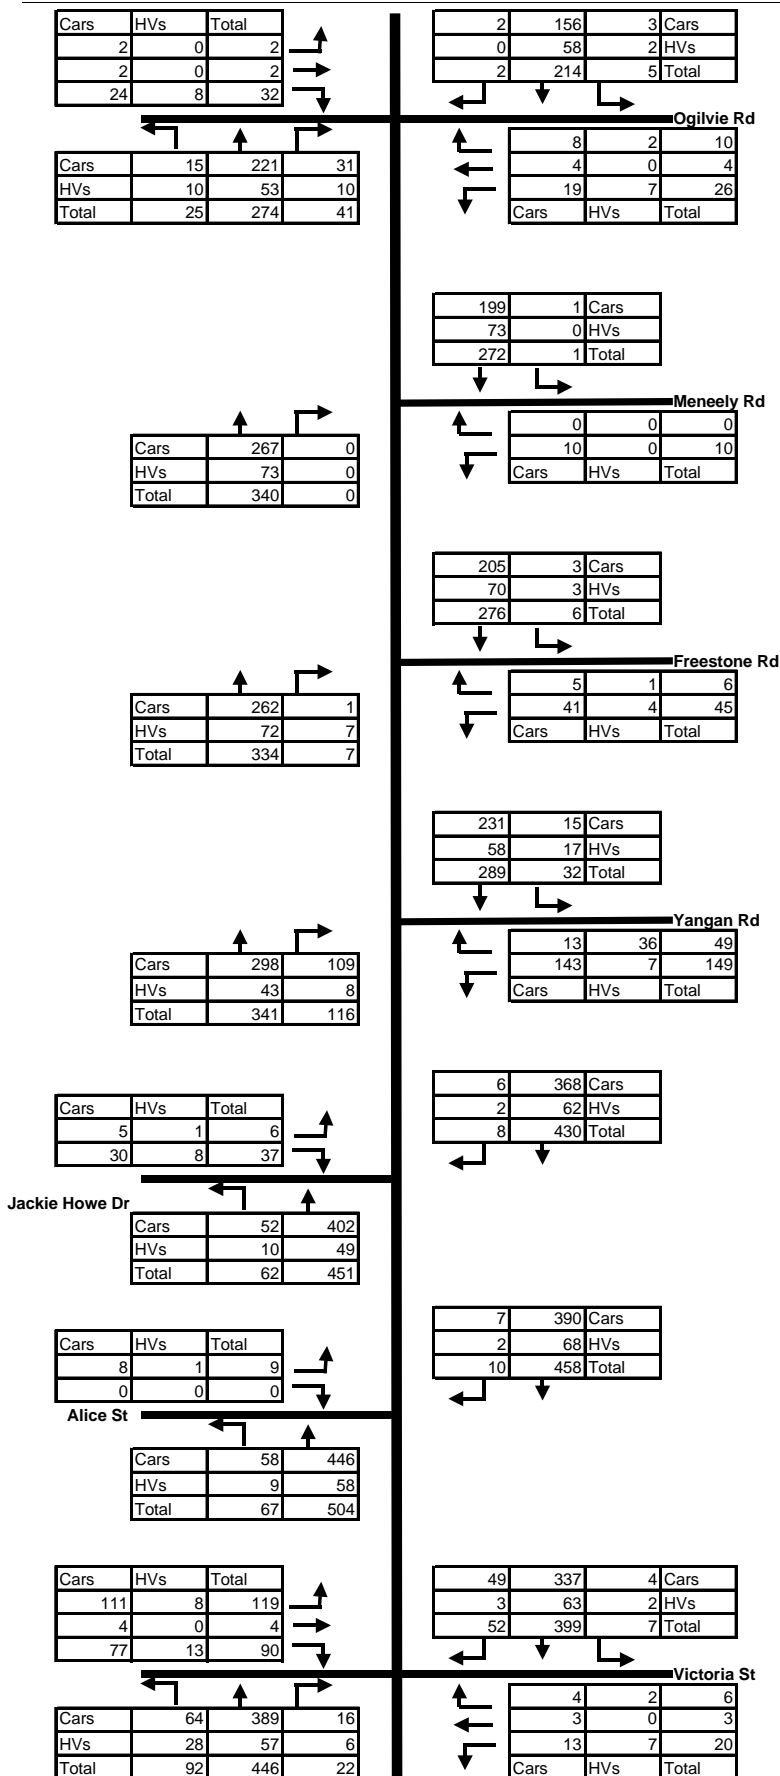 Cars HVs Total
2 0 2
2 0 2
24 8 32
2 156 3 Cars
0 58 2 HVs
2 214 5 Total
Ogilvie Rd
Cars 15 221 31
HVs 10 53 10
Total 25 274 41
8 2 10
4 0 4
19 7 26
Cars HVs Total
199 1 Cars
73 0 HVs
272 1 Total
Meneely Rd
Cars 267 0
HVs 73 0
Total 340 0
0 0 0
10 0 10
Cars HVs Total
205 3 Cars
70 3 HVs
276 6 Total
Freestone Rd
Cars 262 1
HVs 72 7
Total 334 7
5 1 6
41 4 45
Cars HVs Total
231 15 Cars
58 17 HVs
289 32 Total
Yangan Rd
Cars 298 109
HVs 43 8
Total 341 116
13 36 49
143 7 149
Cars HVs Total
6 368 Cars
2 62 HVs
8 430 Total
Cars HVs Total
5 1 6
30 8 37
Jackie Howe Dr
Cars 52 402
HVs 10 49
Total 62 451
7 390 Cars
2 68 HVs
10 458 Total
Cars HVs Total
8 1 9
0 0 0
Alice St
Cars 58 446
HVs 9 58
Total 67 504
Cars HVs Total
111 8 119
4 0 4
77 13 90
49 337 4 Cars
3 63 2 HVs
52 399 7 Total
Victoria St
Cars 64 389 16
HVs 28 57 6
Total 92 446 22
4 2 6
3 0 3
13 7 20
Cars HVs Total